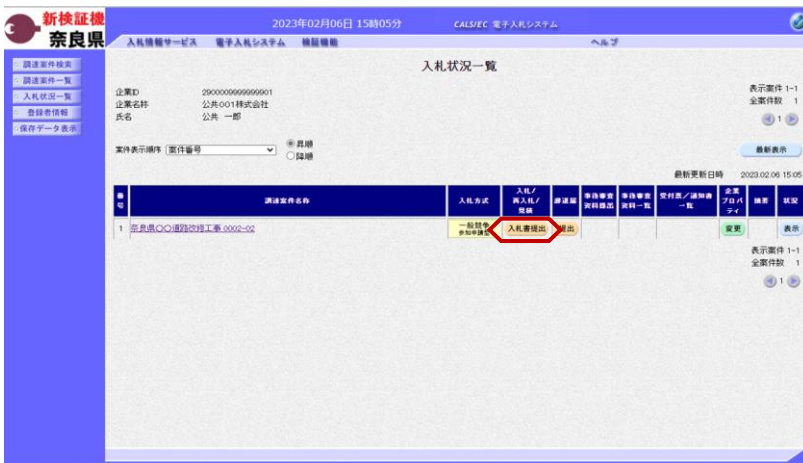 新検証機
奈良県
2023年02月06日 15時05分
CALS/EC 電子入札システム
入札情報サービス 電子入札システム 検証機能 ヘルプ
調達案件検索
調達案件一覧
入札状況一覧
登録者情報
保存データ表示
入札状況一覧
企業ID 2900009999999901
企業名称 公共001株式会社
氏名 公共 一郎
表示案件 1-1
全案件数 1
1
案件表示順序 案件番号
昇順
降順
最新表示
最新更新日時 2023.02.06 15:05
番号 調達案件名称 入札方式 入札/再入札/見積 辞退届 事後審査資料提出 事後審査資料一覧 受付票/通知書一覧 企業プロパティ 摘要 状況
1 奈良県〇〇道路改修工事 0002-02 一般競争 入札書提出 提出 変更 表示
表示案件 1-1
全案件数 1
1